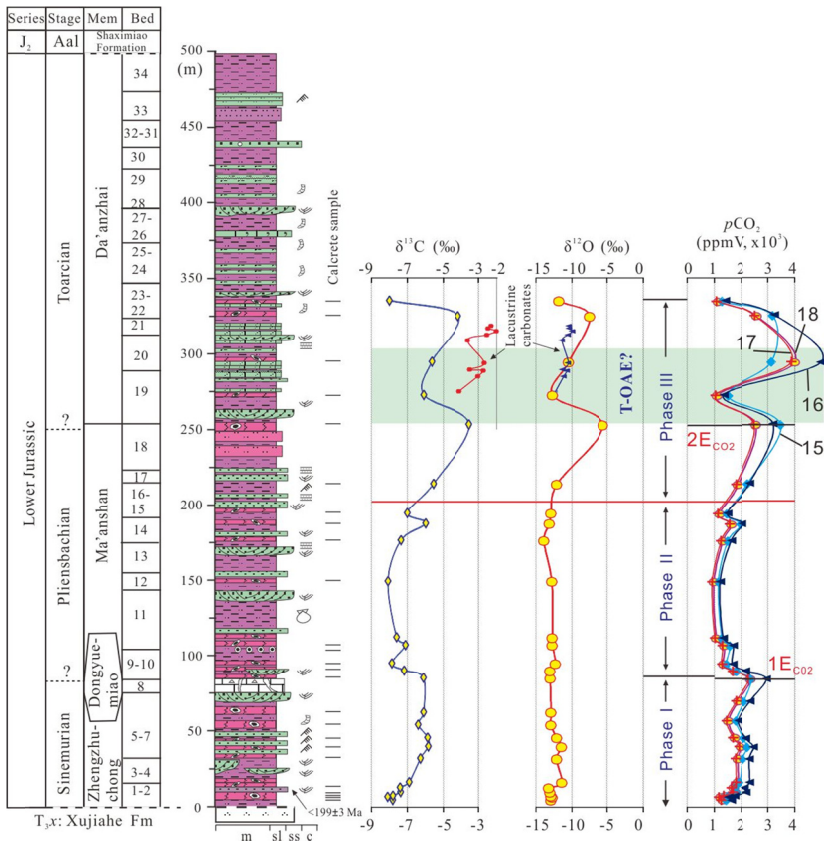 Series Stage Mem Bed
J2 Aal Shaximiao Formation
Lower Jurassic
Toarcian
Pliensbachian
Sinemurian
?
?
Da'anzhai
Ma'anshan
Dongyue-
miao
Zhengzhu-
chong
34
33
32-31
30
29
28
27-
26
25-
24
23-
22
21
20
19
18
17
16-
15
14
13
12
11
9-10
8
5-7
3-4
1-2
T3x: Xujiahe Fm
500
(m)
450
400
350
300
250
200
150
100
50
0
m sl ss c
<199±3 Ma
Calcrete sample
δ13C (‰)
-9 -7 -5 -3 -2
-9 -7 -5 -3 -1
Lacustrine
carbonates
δ12O (‰)
-15 -10 -5 0
-15 -10 -5 0
T-OAE?
Phase III
Phase II
Phase I
pCO2
(ppmV, x10³)
0 1 2 3 4
0 1 2 3 4
17
18
16
15
2ECO2
1ECO2